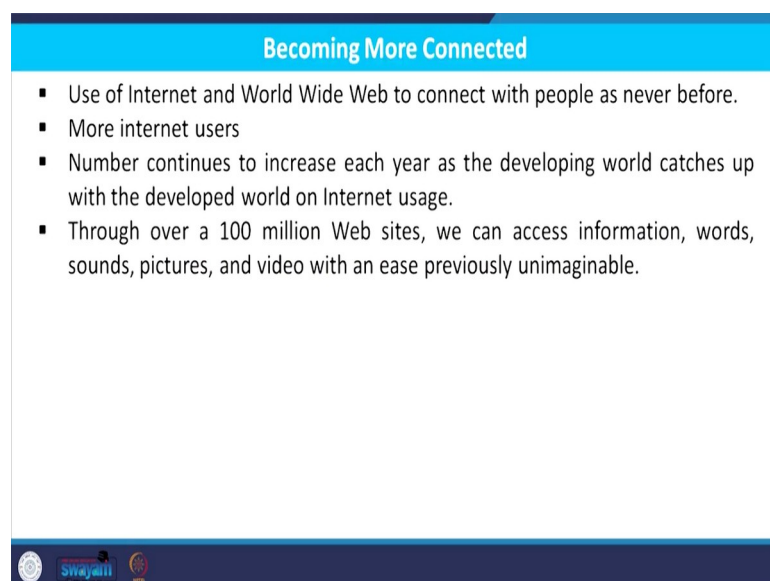 Becoming More Connected
▪ Use of Internet and World Wide Web to connect with people as never before.
▪ More internet users
▪ Number continues to increase each year as the developing world catches up
with the developed world on Internet usage.
▪ Through over a 100 million Web sites, we can access information, words,
sounds, pictures, and video with an ease previously unimaginable.
swayam